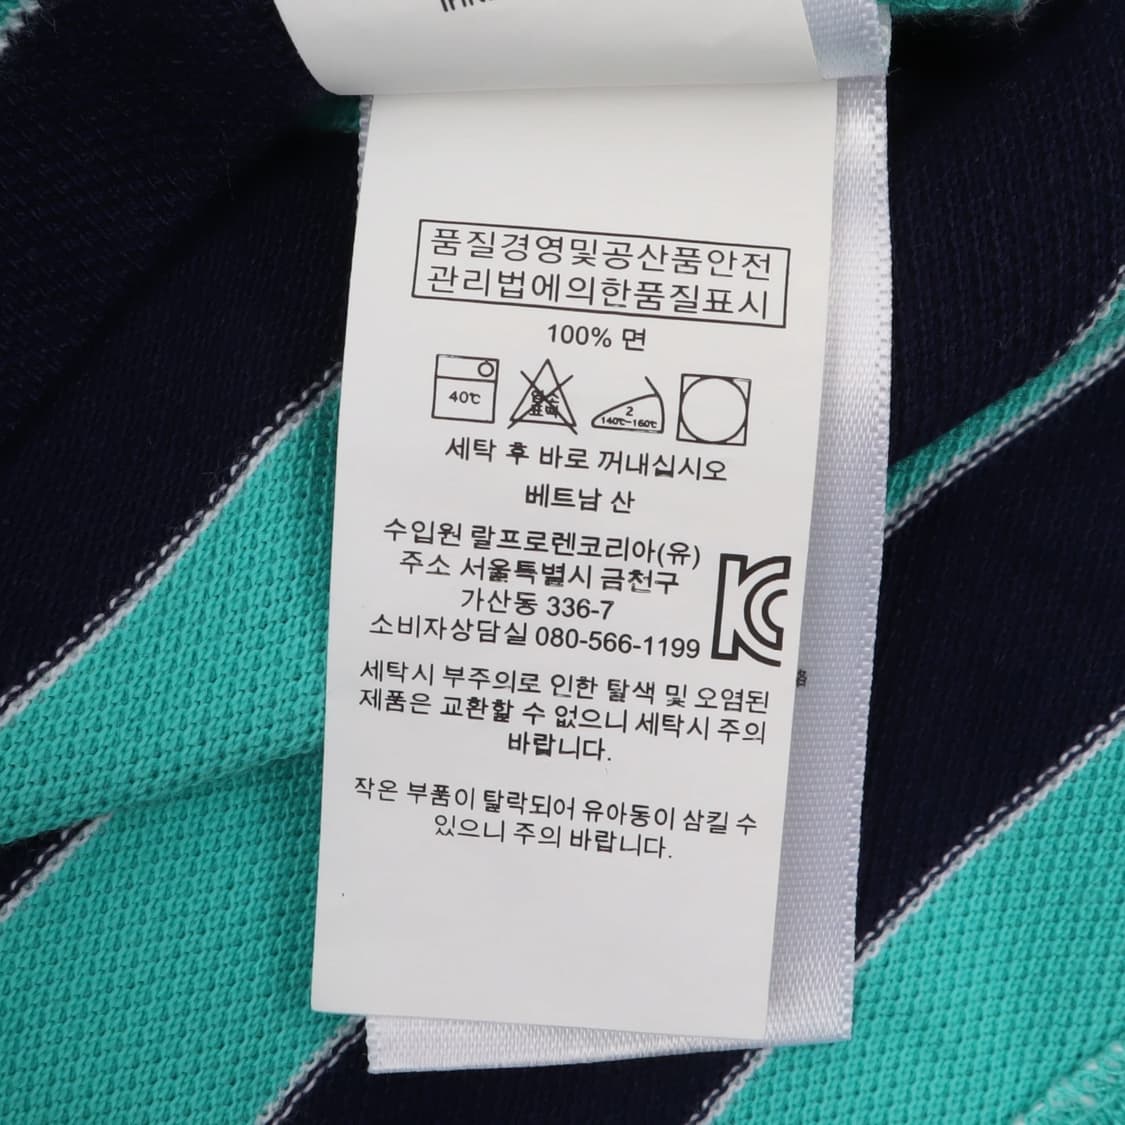 품질경영및공산품안전
관리법에의한품질표시
100% 면
40℃
염소
표백
2
140℃~160℃
세탁 후 바로 꺼내십시오
베트남 산
수입원 랄프로렌코리아(유)
주소 서울특별시 금천구
가산동 336-7
소비자상담실 080-566-1199
세탁시 부주의로 인한 탈색 및 오염된
제품은 교환할 수 없으니 세탁시 주의
바랍니다.
작은 부품이 탈락되어 유아동이 삼킬 수
있으니 주의 바랍니다.